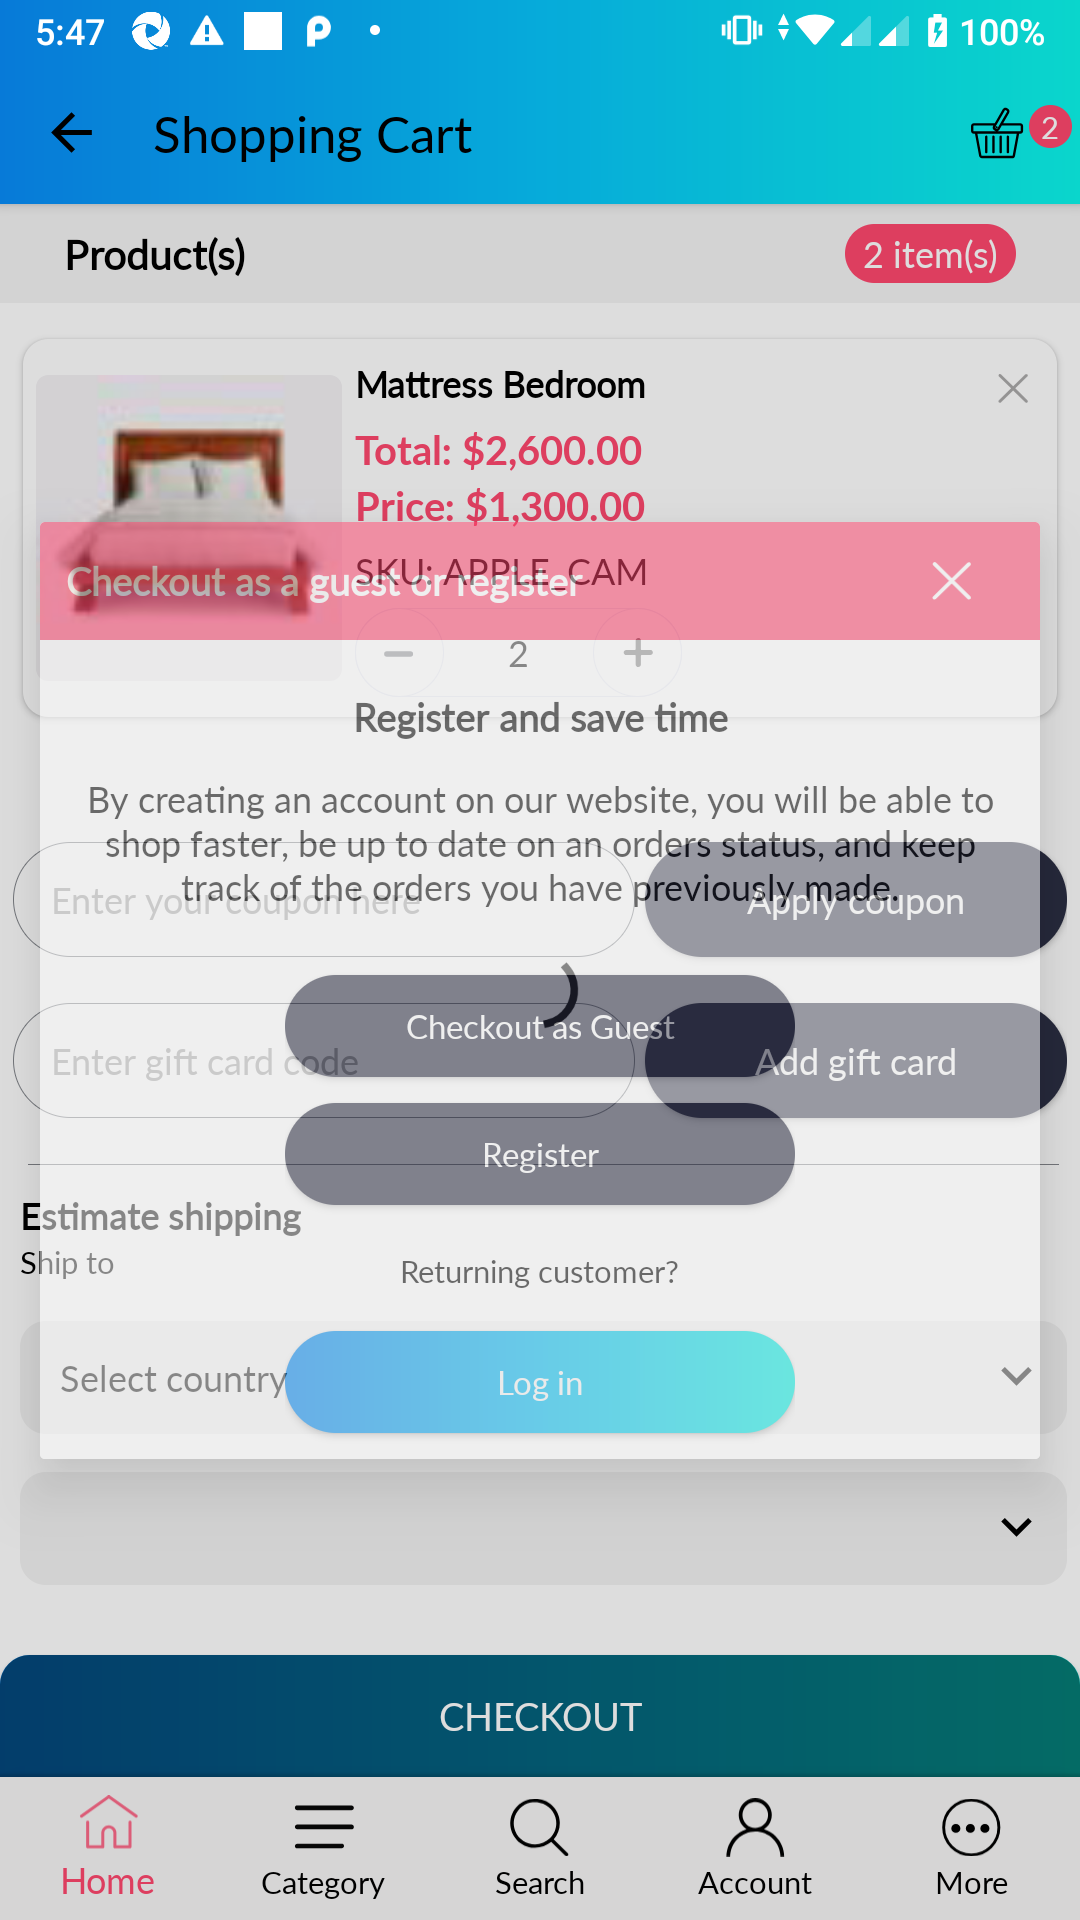 5:47
100%
Shopping Cart
2
Product(s)
2 item(s)
Mattress Bedroom
Total: $2,600.00
Price: $1,300.00
SKU: APPLE_CAM
Checkout as a guest or register
2
Register and save time
By creating an account on our website, you will be able to
shop faster, be up to date on an orders status, and keep
track of the orders you have previously made.
Enter your coupon here
Apply coupon
Checkout as Guest
Enter gift card code
Add gift card
Register
Estimate shipping
Ship to
Returning customer?
Select country
Log in
CHECKOUT
Home
Category
Search
Account
More